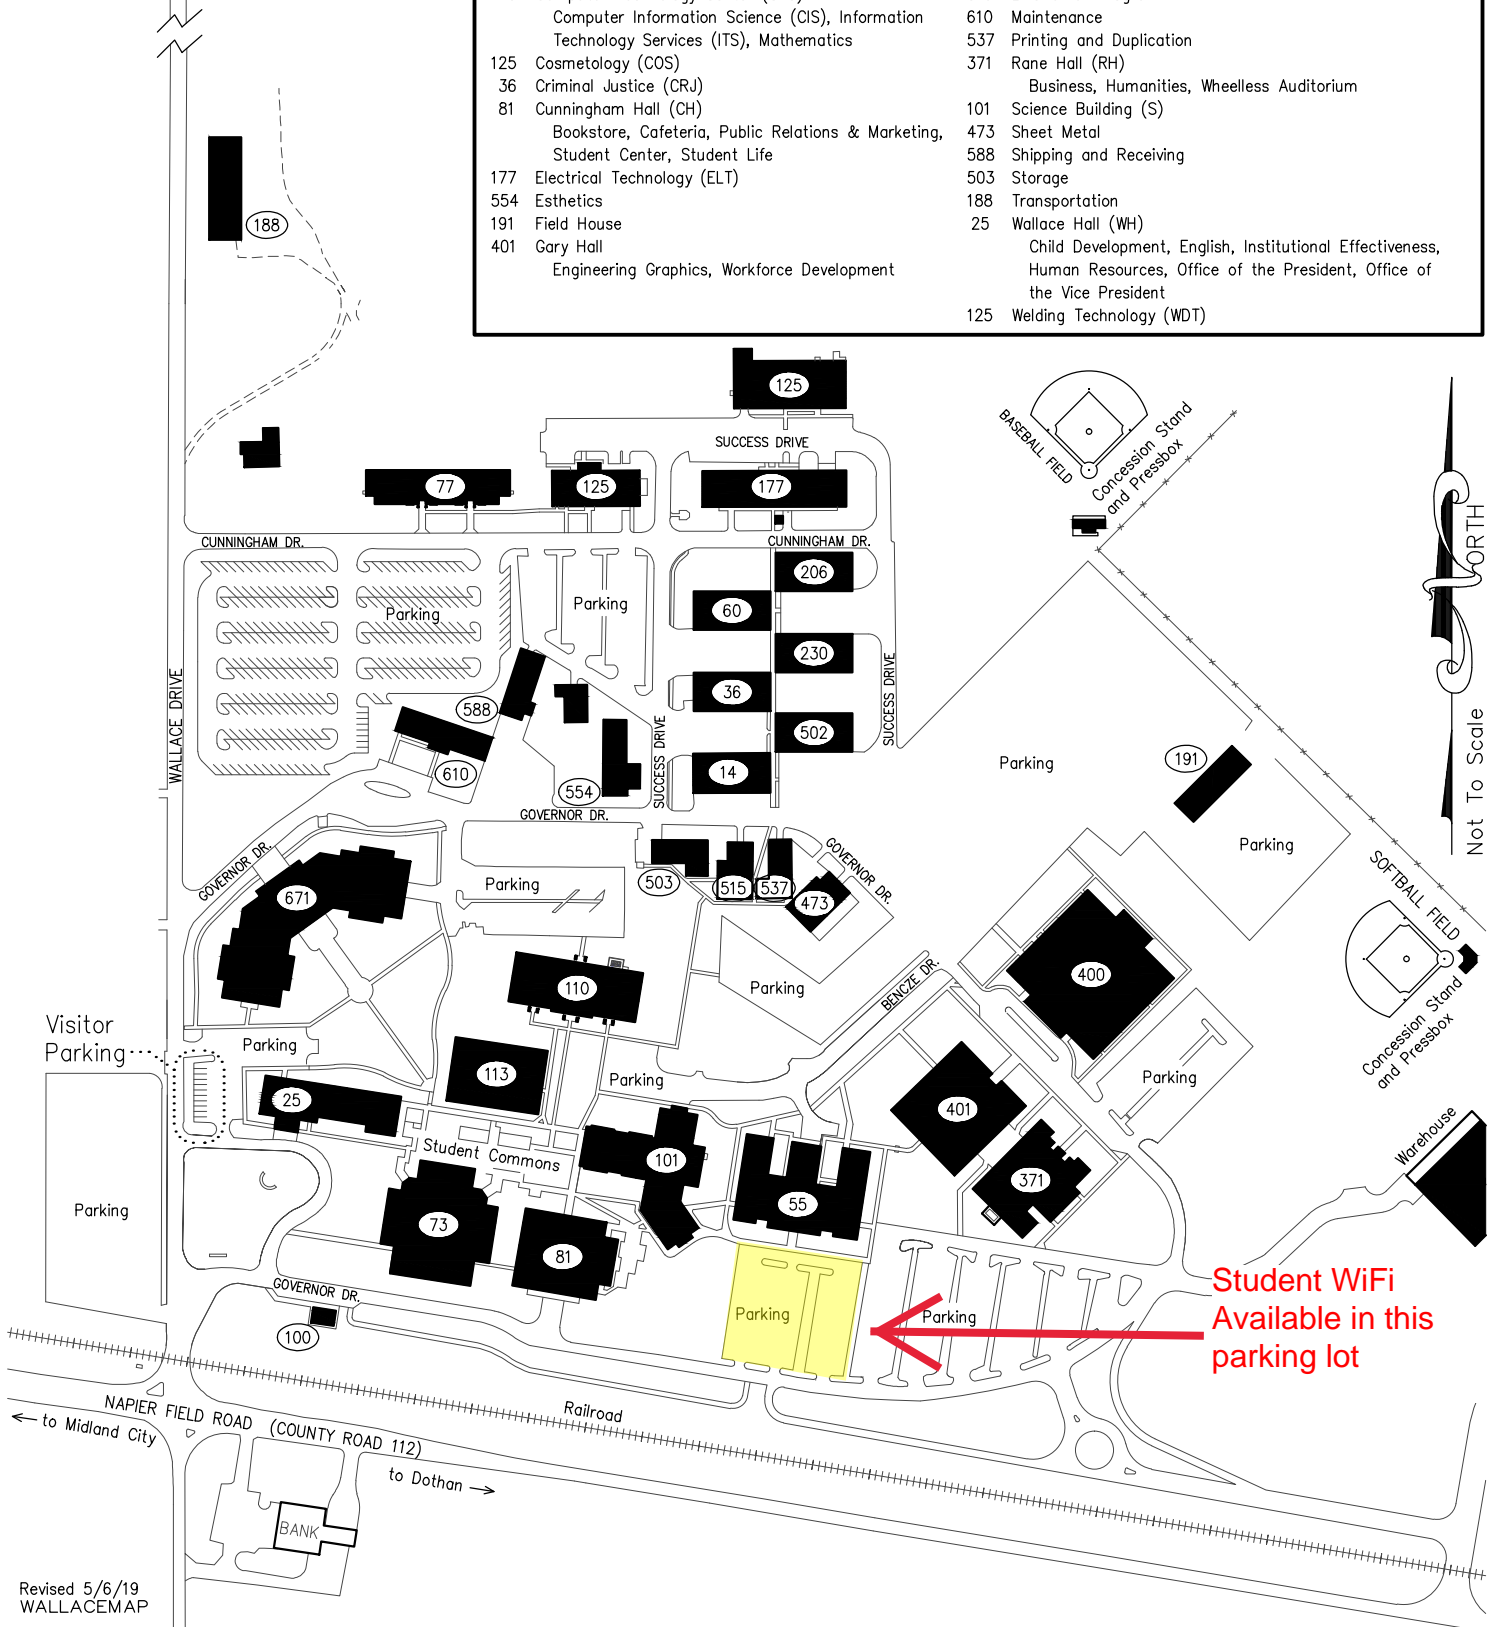 Computer Information Science (CIS), Information
Technology Services (ITS), Mathematics
125 Cosmetology (COS)
36 Criminal Justice (CRJ)
81 Cunningham Hall (CH)
Bookstore, Cafeteria, Public Relations & Marketing,
Student Center, Student Life
177 Electrical Technology (ELT)
554 Esthetics
191 Field House
401 Gary Hall
Engineering Graphics, Workforce Development
610 Maintenance
537 Printing and Duplication
371 Rane Hall (RH)
Business, Humanities, Wheelless Auditorium
101 Science Building (S)
473 Sheet Metal
588 Shipping and Receiving
503 Storage
188 Transportation
25 Wallace Hall (WH)
Child Development, English, Institutional Effectiveness,
Human Resources, Office of the President, Office of
the Vice President
125 Welding Technology (WDT)
188
125
SUCCESS DRIVE
BASEBALL FIELD
Concession Stand
and Pressbox
77
125
177
NORTH
Not To Scale
CUNNINGHAM DR.
CUNNINGHAM DR.
206
Parking
Parking
60
230
WALLACE DRIVE
SUCCESS DRIVE
36
588
SUCCESS DRIVE
502
610
554
14
Parking
191
GOVERNOR DR.
GOVERNOR DR.
GOVERNOR DR.
Parking
671
Parking
503
515
537
473
SOFTBALL FIELD
110
Parking
BENCZE DR.
400
Concession Stand
and Pressbox
Visitor
Parking
Parking
113
Parking
Parking
25
401
Student Commons
101
371
Warehouse
Parking
73
55
81
GOVERNOR DR.
100
Parking
Parking
Student WiFi
Available in this
parking lot
Railroad
NAPIER FIELD ROAD (COUNTY ROAD 112)
to Midland City
to Dothan
BANK
Revised 5/6/19
WALLACEMAP